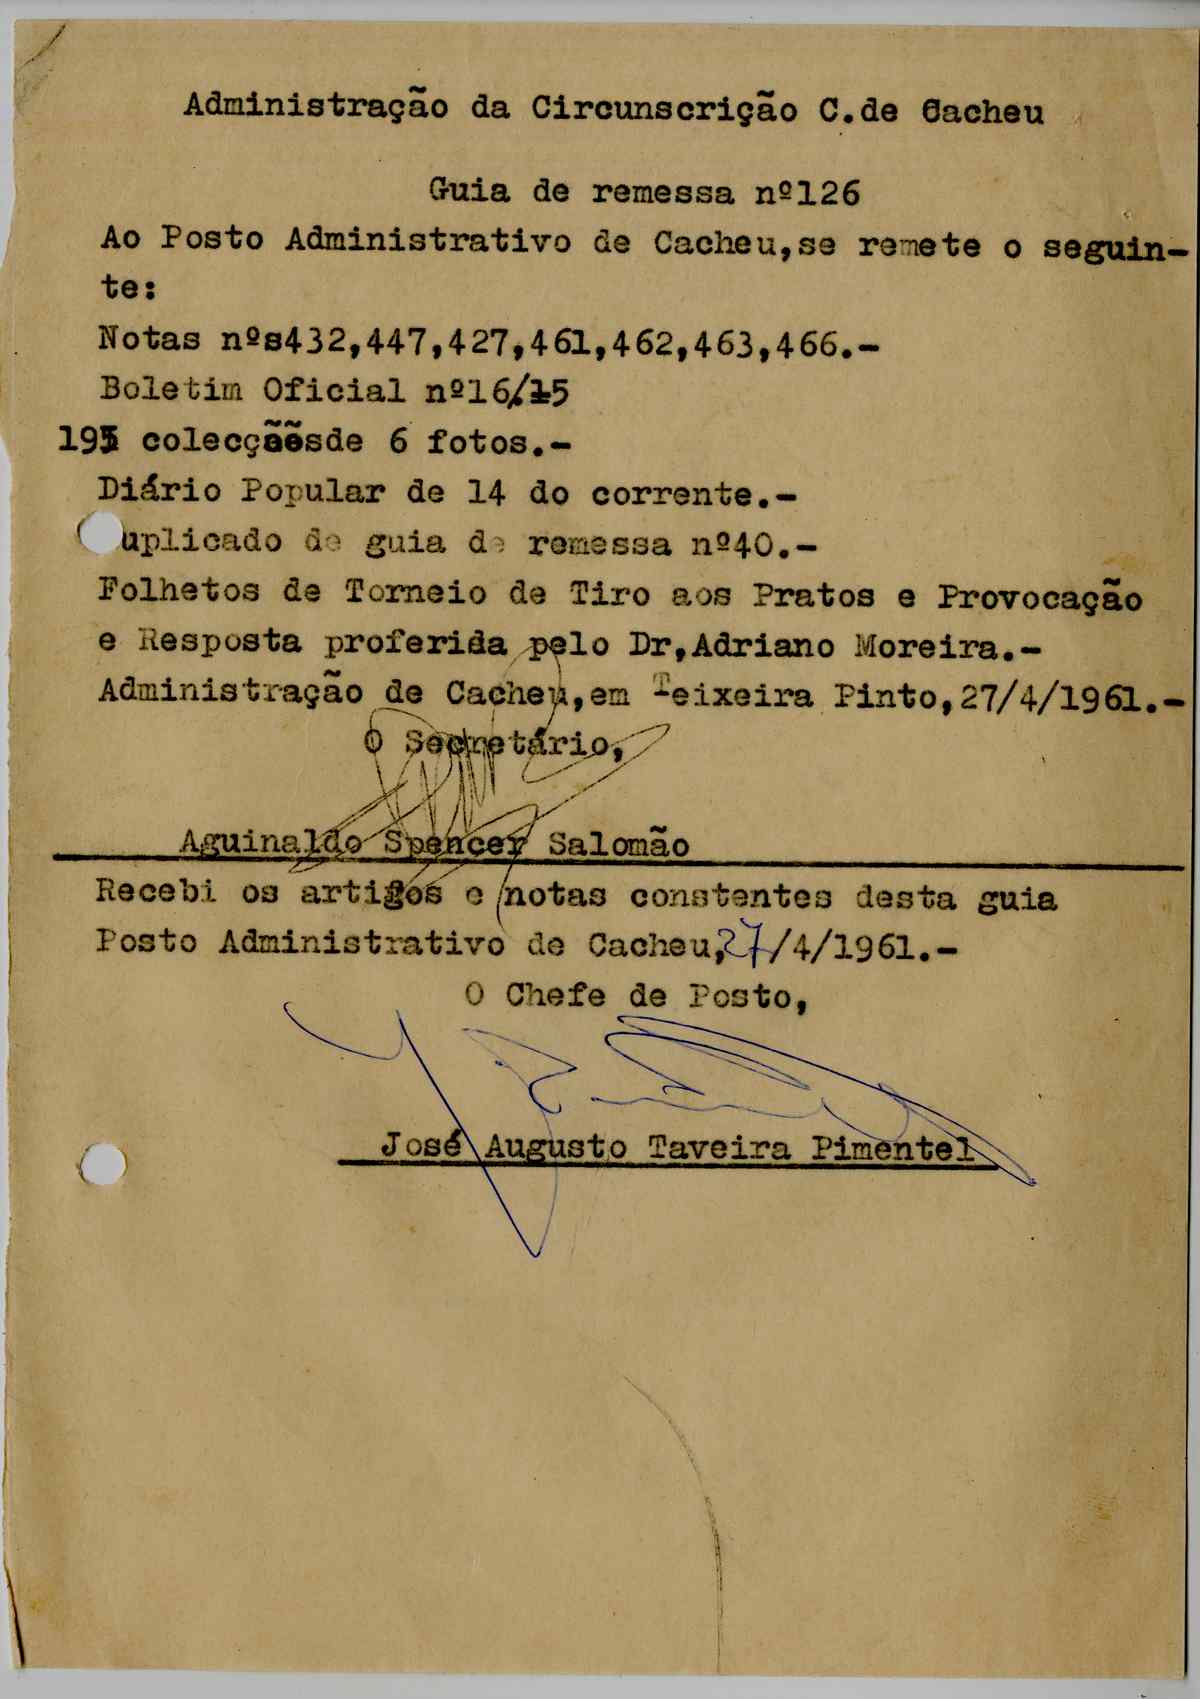 Administração da Circunscrição C.de Cacheu
Guia de remessa nº126
Ao Posto Administrativo de Cacheu,se remete o seguin-
te:
Notas nºs432,447,427,461,462,463,466.-
Boletim Oficial nº16/15
colecçõesde 6 fotos.-
Diário Popular de 14 do corrente.-
uplicado de guia de remessa nº40.-
Folhetos de Torneio de Tiro aos Pratos e Provocação
e Resposta proferida pelo Dr,Adriano Moreira.-
Administração de Cacheu,em Teixeira Pinto,27/4/1961.-
O Secretário,
Aguinaldo Spencer Salomão
Recebi os artigos e notas constentes desta guia
Posto Administrativo de Cacheu,27/4/1961.-
O Chefe de Posto,
José Augusto Taveira Pimentel